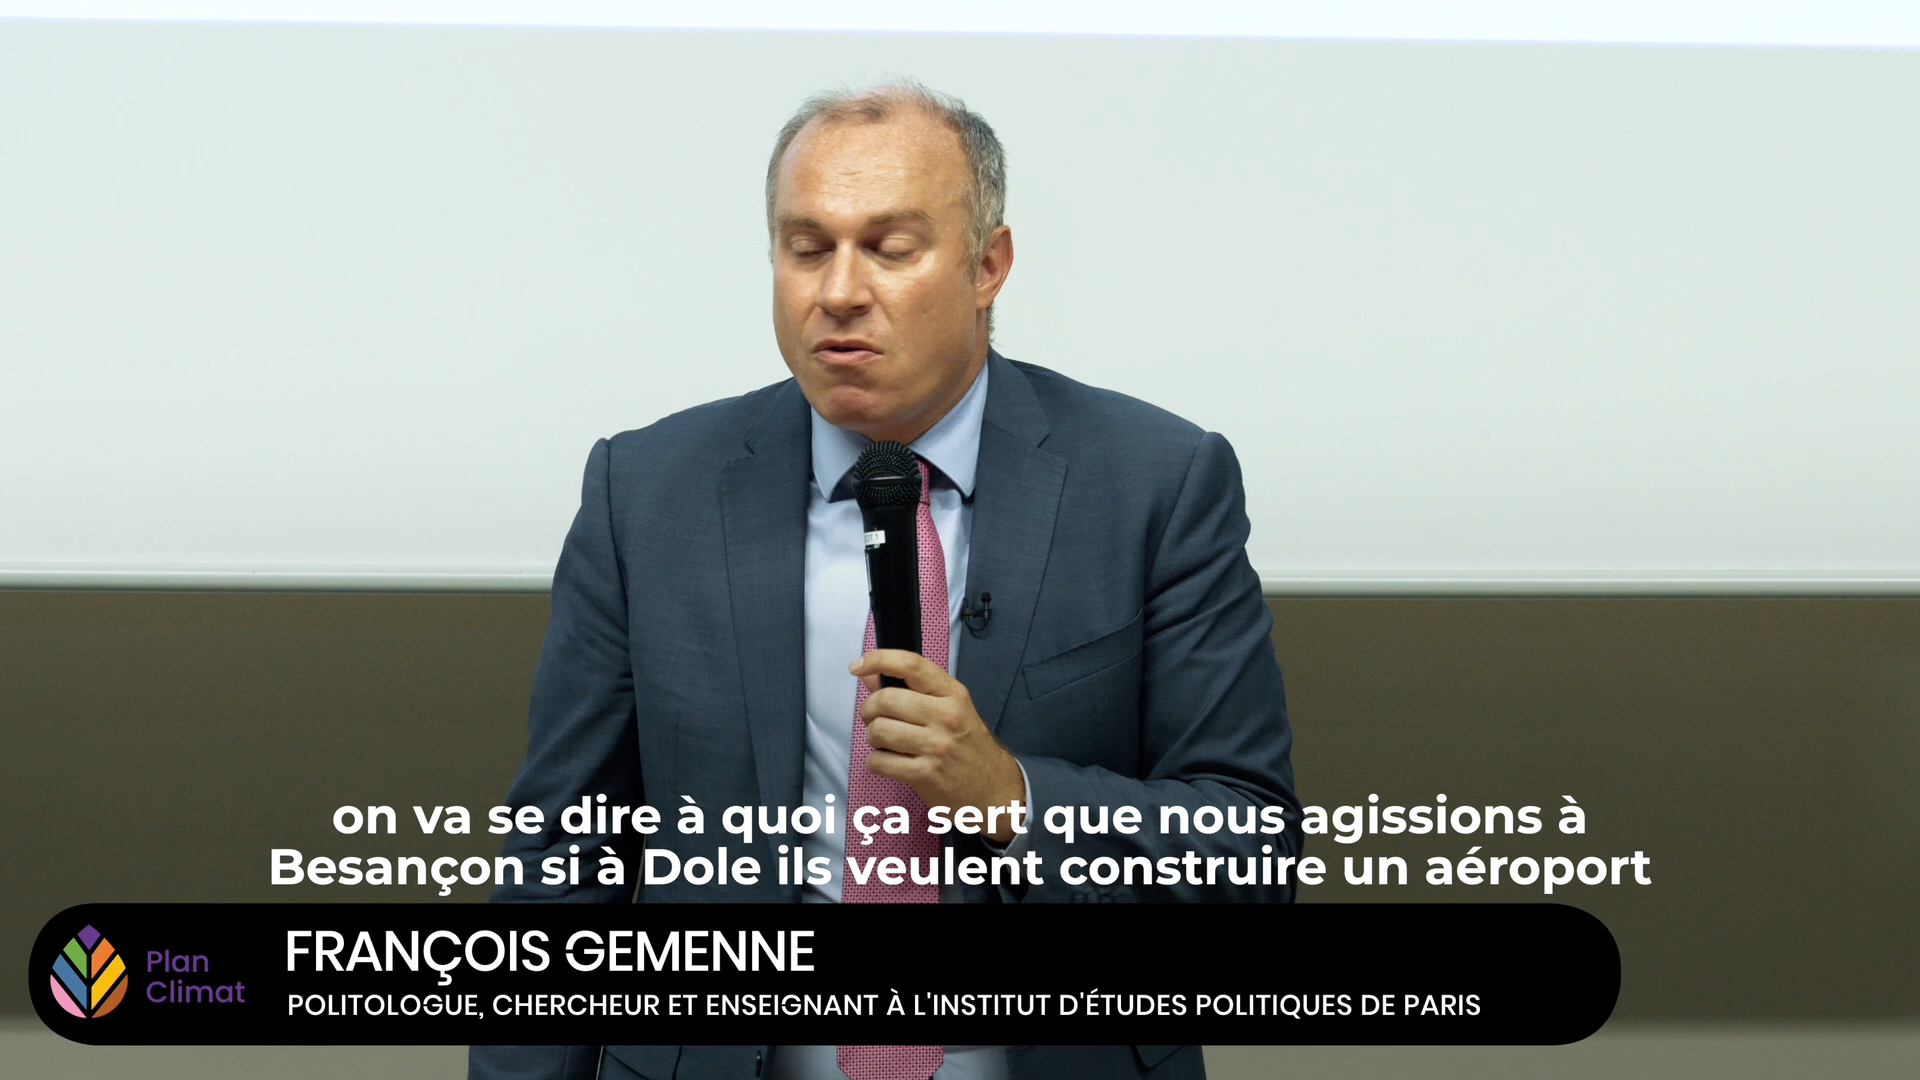 on va se dire à quoi ça sert que nous agissions à
Besançon si à Dole ils veulent construire un aéroport
Plan
Climat
FRANÇOIS GEMENNE
POLITOLOGUE, CHERCHEUR ET ENSEIGNANT À L'INSTITUT D'ÉTUDES POLITIQUES DE PARIS